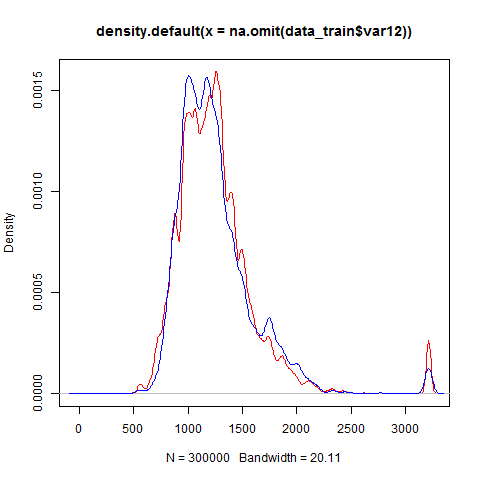 density.default(x = na.omit(data_train$var12))
Density
0.0015
0.0010
0.0005
0.0000
0 500 1000 1500 2000 2500 3000
N = 300000 Bandwidth = 20.11